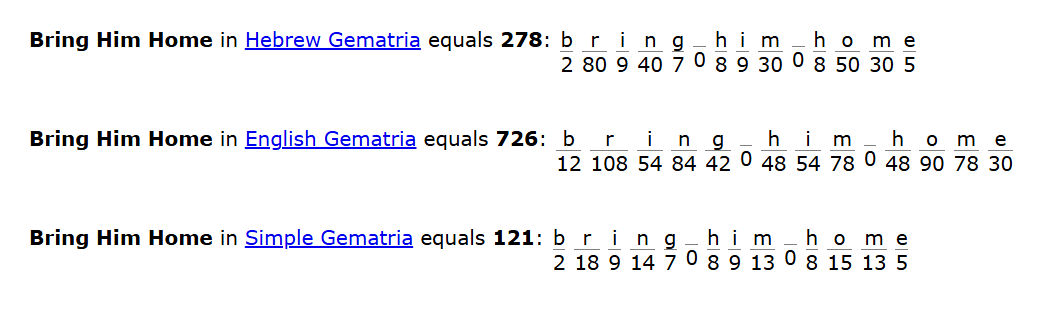 Bring Him Home in Hebrew Gematria equals 278: b r i n g _ h i m _ h o m e
2 80 9 40 7 0 8 9 30 0 8 50 30 5
Bring Him Home in English Gematria equals 726: b r i n g _ h i m _ h o m e
12 108 54 84 42 0 48 54 78 0 48 90 78 30
Bring Him Home in Simple Gematria equals 121: b r i n g _ h i m _ h o m e
2 18 9 14 7 0 8 9 13 0 8 15 13 5